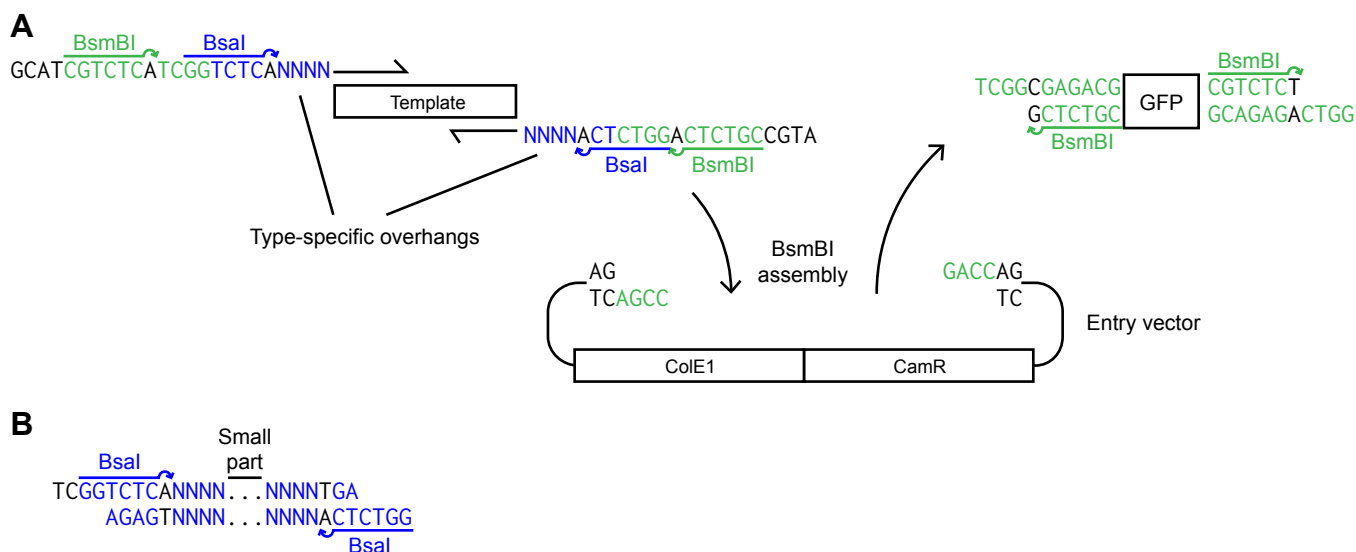 A
BsmBI BsaI
GCATCGTCTCATCGGTCTCANNNN
Template
NNNNACTCTGGACTCTGCCGTA
BsaI BsmBI
Type-specific overhangs
BsmBI
assembly
BsmBI
TCGGCGAGACG GFP CGTCTCT
GCTCTGC GCAGAGACTGG
BsmBI
AG
TCAGCC
GACCAG
TC
Entry vector
ColE1 CamR
B
Small
part
BsaI
TCGGTCTCANNNN...NNNNTGA
AGAGTNNNN...NNNNACTCTGG
BsaI